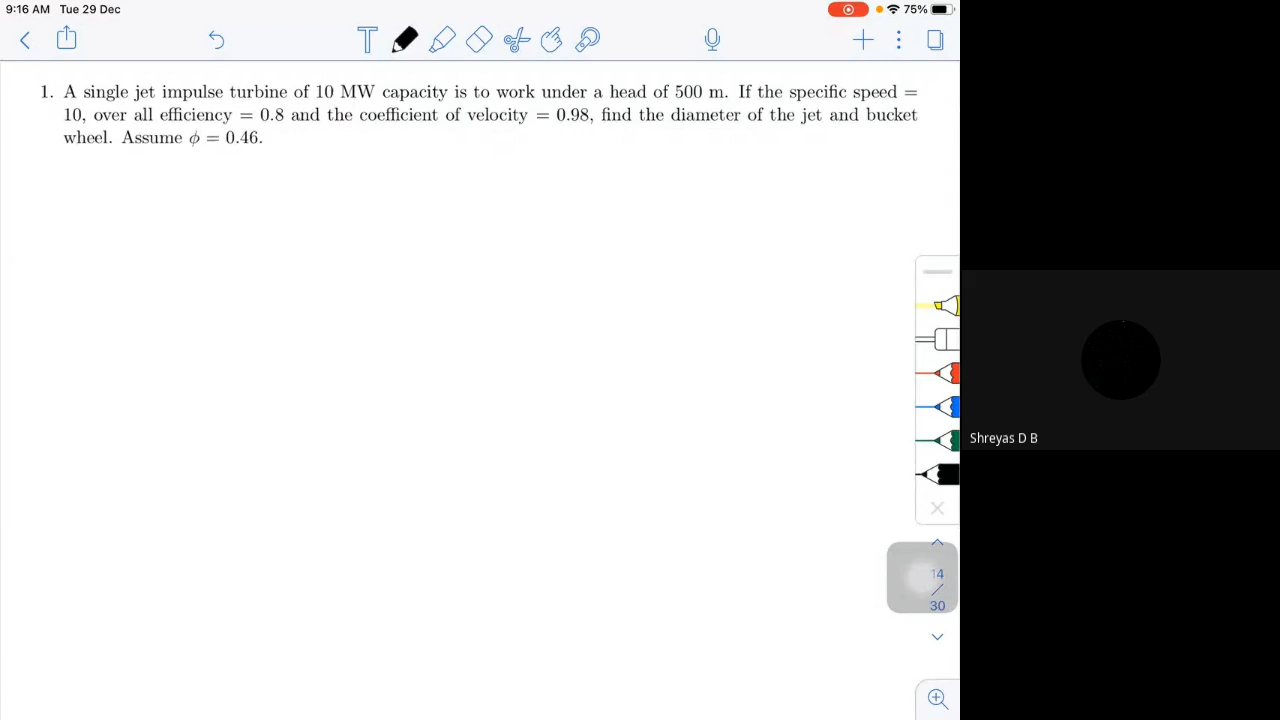 9:16 AM Tue 29 Dec
75%
T
1. A single jet impulse turbine of 10 MW capacity is to work under a head of 500 m. If the specific speed =
10, over all efficiency = 0.8 and the coefficient of velocity = 0.98, find the diameter of the jet and bucket
wheel. Assume ϕ = 0.46.
Shreyas D B
14
/
30